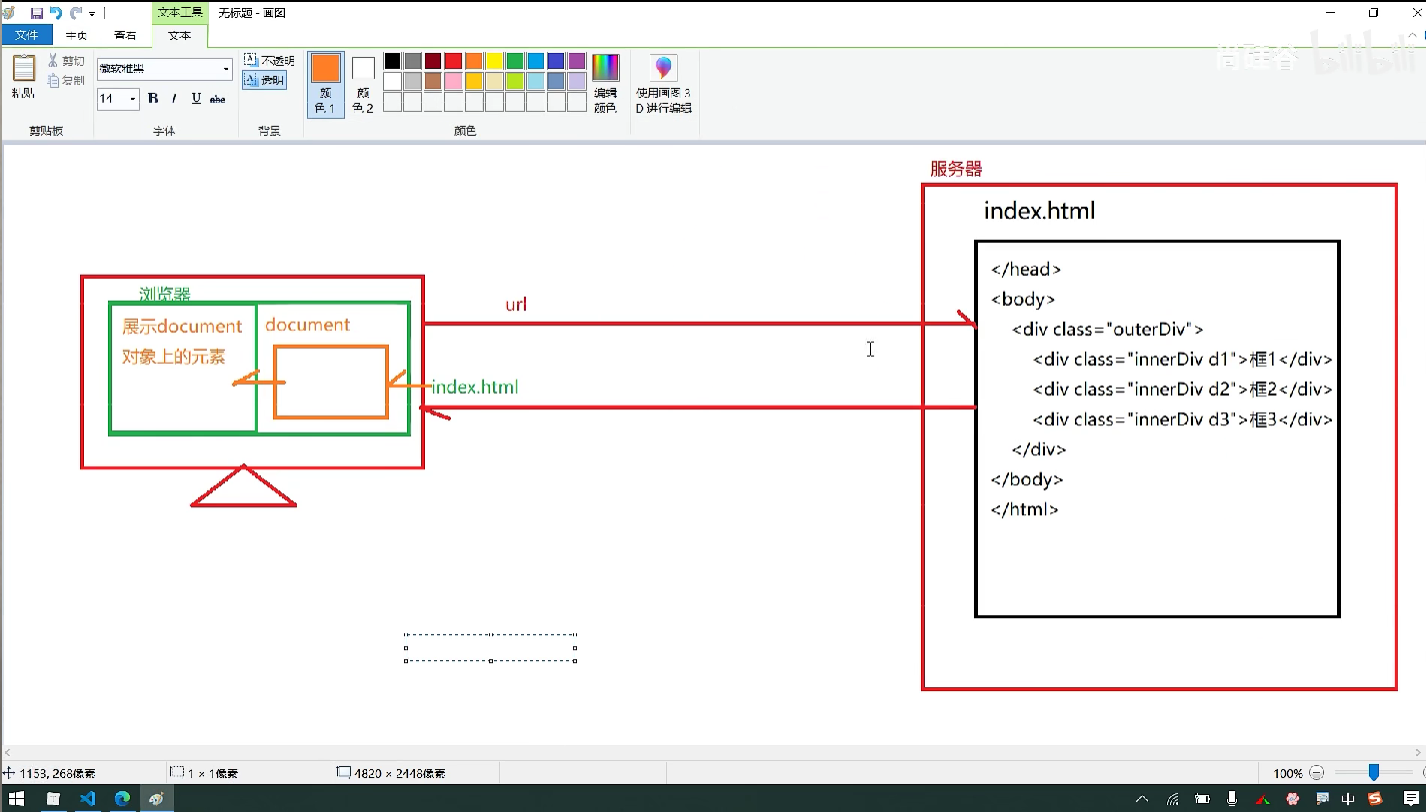 文本工具
无标题 - 画图
文件
主页
查看
文本
尚硅谷 bilibili
粘贴
剪切
复制
微软雅黑
14
B I U abc
不透明
透明
颜
色 1
颜
色 2
编辑
颜色
使用画图 3
D 进行编辑
剪贴板
字体
背景
颜色
服务器
index.html
</head>
<body>
<div class="outerDiv">
<div class="innerDiv d1">框1</div>
<div class="innerDiv d2">框2</div>
<div class="innerDiv d3">框3</div>
</div>
</body>
</html>
浏览器
展示document
对象上的元素
document
url
index.html
1153, 268像素
1 × 1像素
4820 × 2448像素
100%
中